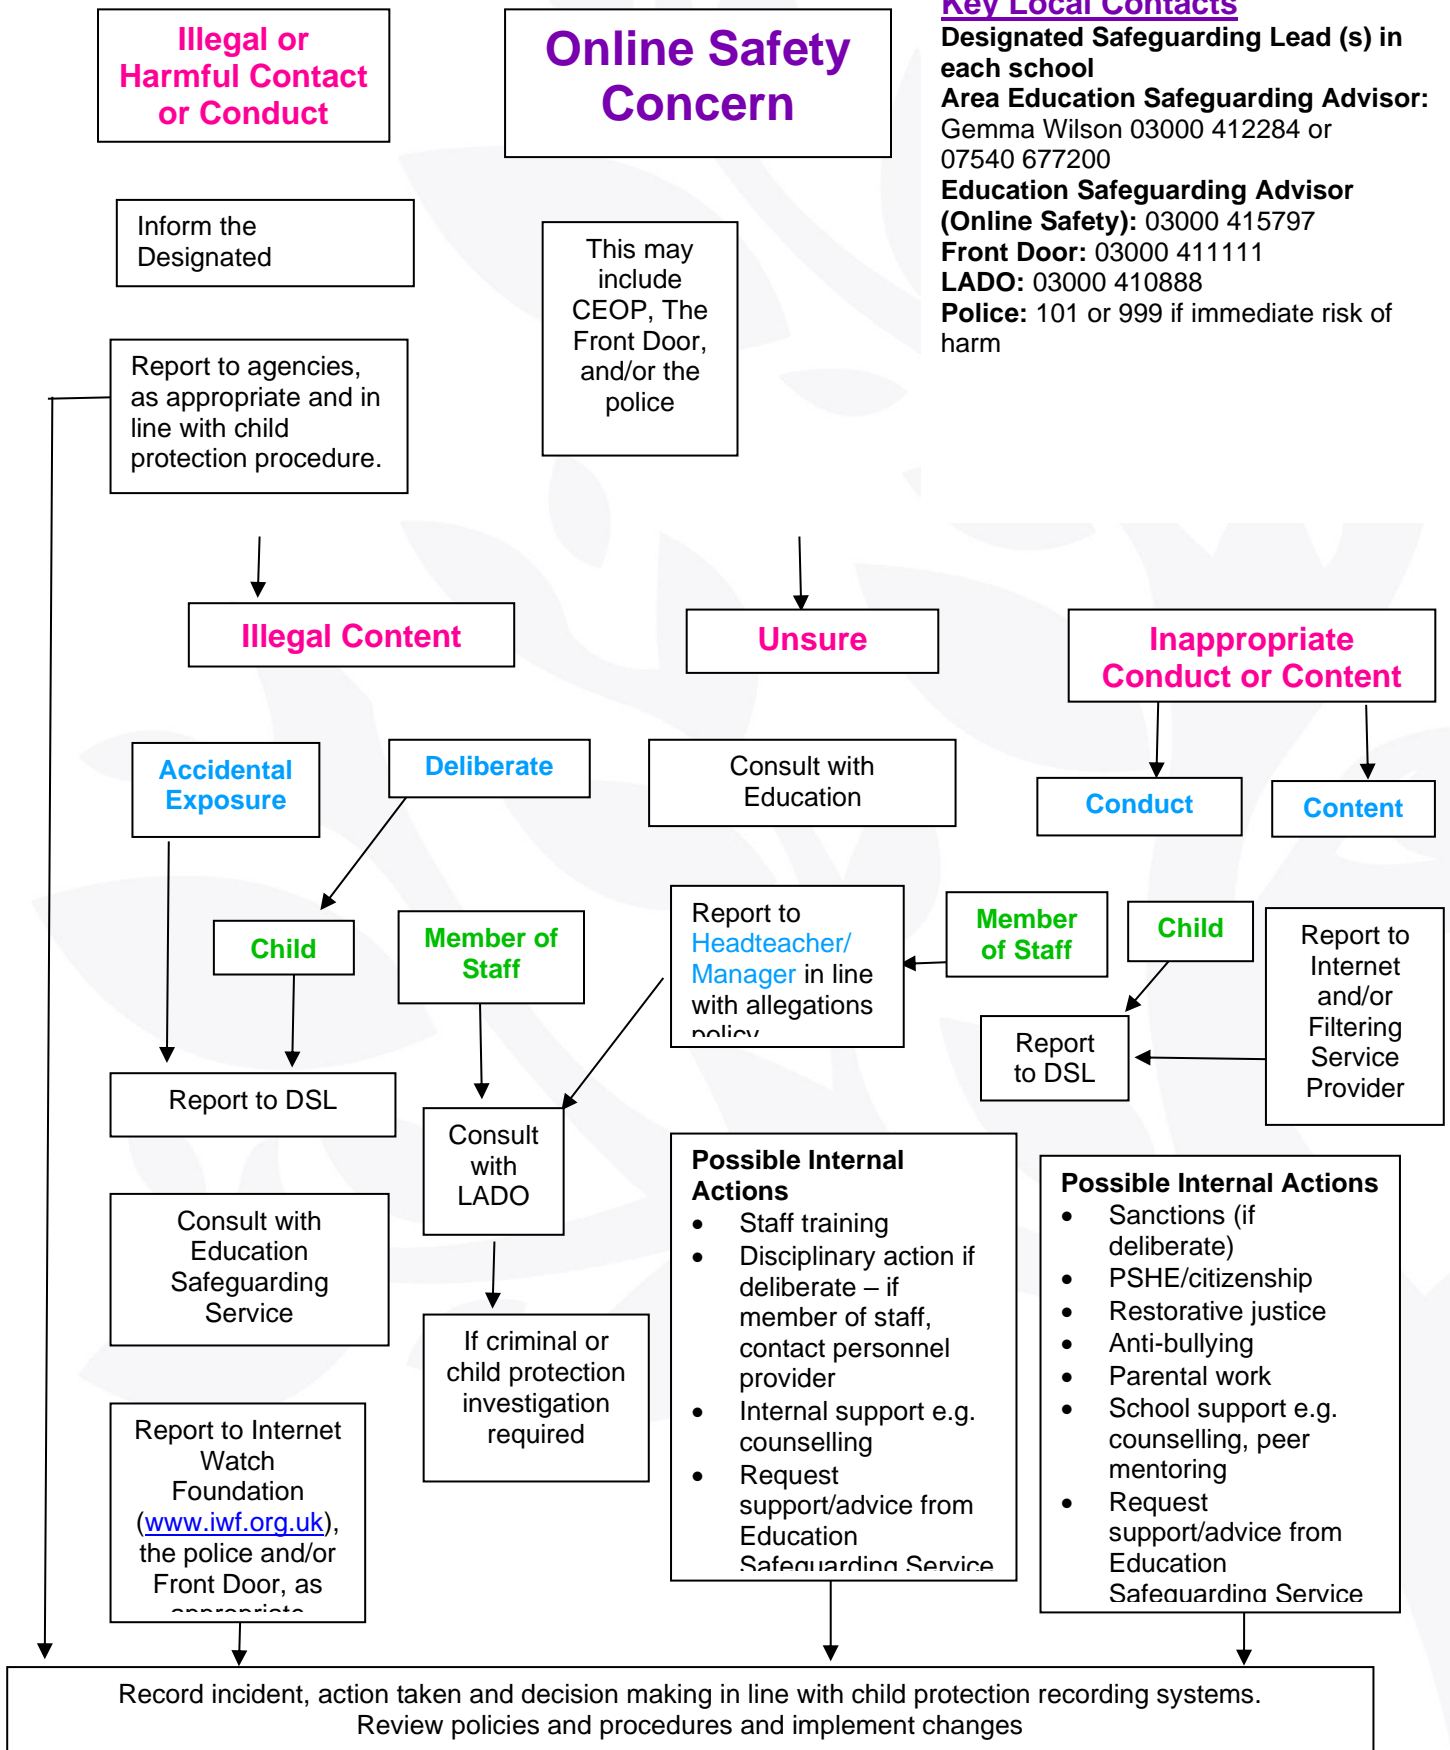 Illegal or
Harmful Contact
or Conduct
Online Safety
Concern
Key Local Contacts
Designated Safeguarding Lead (s) in
each school
Area Education Safeguarding Advisor:
Gemma Wilson 03000 412284 or
07540 677200
Education Safeguarding Advisor
(Online Safety): 03000 415797
Front Door: 03000 411111
LADO: 03000 410888
Police: 101 or 999 if immediate risk of
harm
Inform the
Designated
This may
include
CEOP, The
Front Door,
and/or the
police
Report to agencies,
as appropriate and in
line with child
protection procedure.
Illegal Content
Unsure
Inappropriate
Conduct or Content
Accidental
Exposure
Deliberate
Consult with
Education
Conduct
Content
Child
Member of
Staff
Report to
Headteacher/
Manager in line
with allegations
policy
Member
of Staff
Child
Report to
Internet
and/or
Filtering
Service
Provider
Report to DSL
Consult
with
LADO
Report
to DSL
Consult with
Education
Safeguarding
Service
If criminal or
child protection
investigation
required
Possible Internal
Actions
• Staff training
• Disciplinary action if
deliberate – if
member of staff,
contact personnel
provider
• Internal support e.g.
counselling
• Request
support/advice from
Education
Safeguarding Service
Possible Internal Actions
• Sanctions (if
deliberate)
• PSHE/citizenship
• Restorative justice
• Anti-bullying
• Parental work
• School support e.g.
counselling, peer
mentoring
• Request
support/advice from
Education
Safeguarding Service
Report to Internet
Watch
Foundation
(www.iwf.org.uk),
the police and/or
Front Door, as
appropriate
Record incident, action taken and decision making in line with child protection recording systems.
Review policies and procedures and implement changes